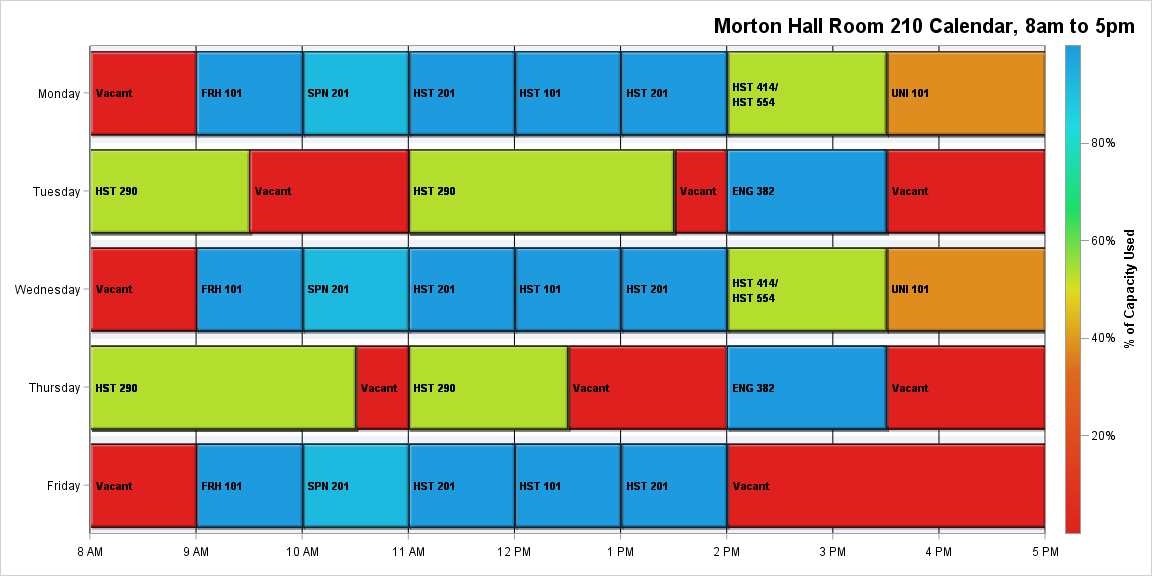 Morton Hall Room 210 Calendar, 8am to 5pm
Monday
Vacant
FRH 101
SPN 201
HST 201
HST 101
HST 201
HST 414/
HST 554
UNI 101
Tuesday
HST 290
Vacant
HST 290
Vacant
ENG 382
Vacant
Wednesday
Vacant
FRH 101
SPN 201
HST 201
HST 101
HST 201
HST 414/
HST 554
UNI 101
Thursday
HST 290
Vacant
HST 290
Vacant
ENG 382
Vacant
Friday
Vacant
FRH 101
SPN 201
HST 201
HST 101
HST 201
Vacant
8 AM
9 AM
10 AM
11 AM
12 PM
1 PM
2 PM
3 PM
4 PM
5 PM
80%
60%
40%
20%
% of Capacity Used